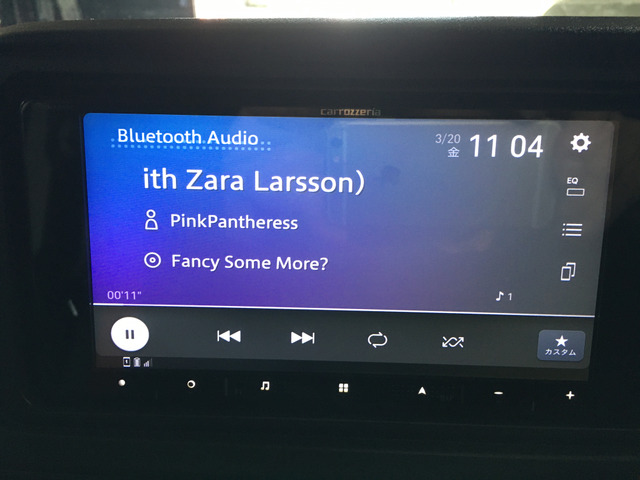 carrozzeria
Bluetooth Audio
3/20
金
11 04
ith Zara Larsson)
EQ
PinkPantheress
Fancy Some More?
00'11"
1
カスタム